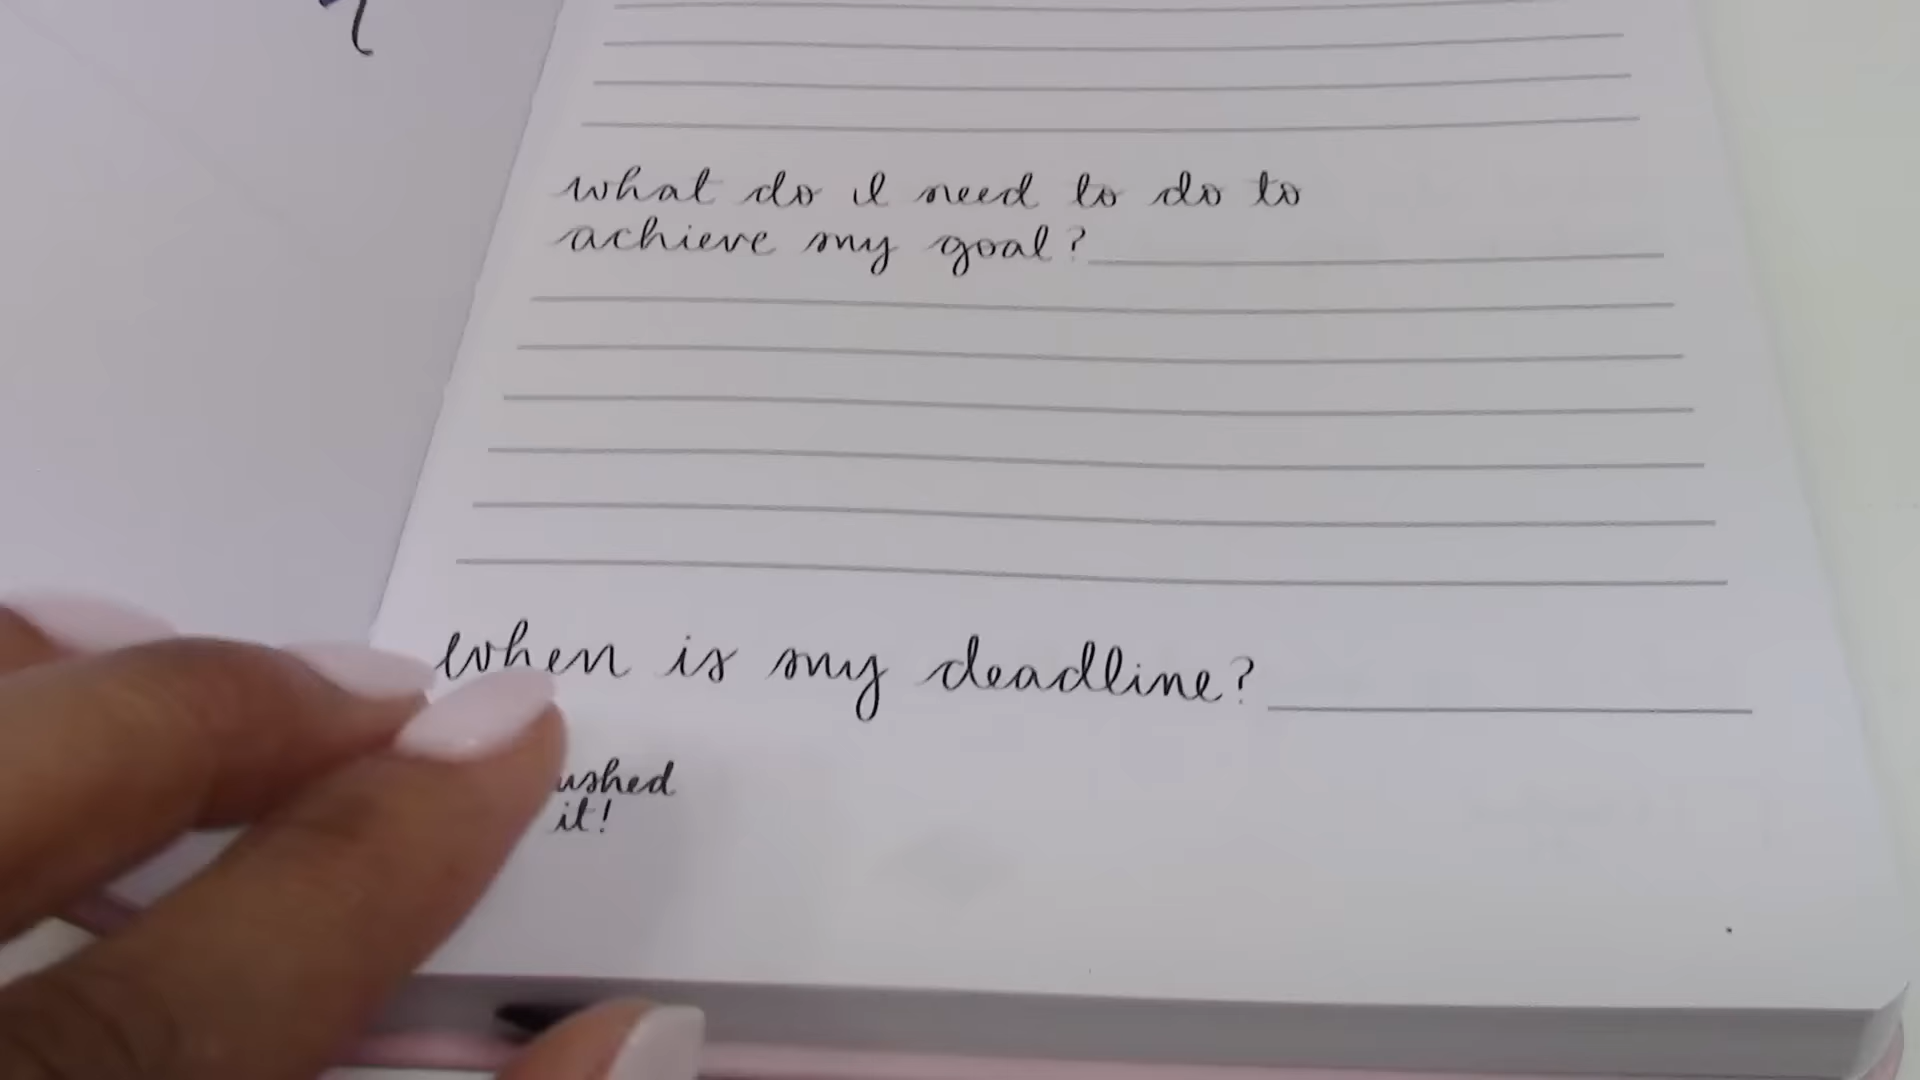 what do I need to do to
achieve my goal?
when is my deadline?
it!